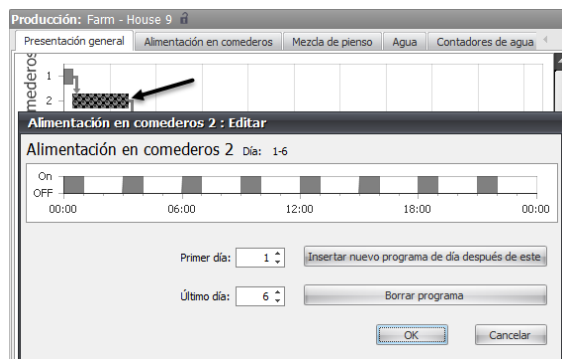 Producción: Farm - House 9
Presentación general Alimentación en comederos Mezcla de pienso Agua Contadores de agua
mederos
1
2
Alimentación en comederos 2 : Editar
Alimentación en comederos 2 Día: 1-6
On
OFF
00:00 06:00 12:00 18:00 00:00
Primer día: 1 Insertar nuevo programa de día después de este
Último día: 6 Borrar programa
OK Cancelar